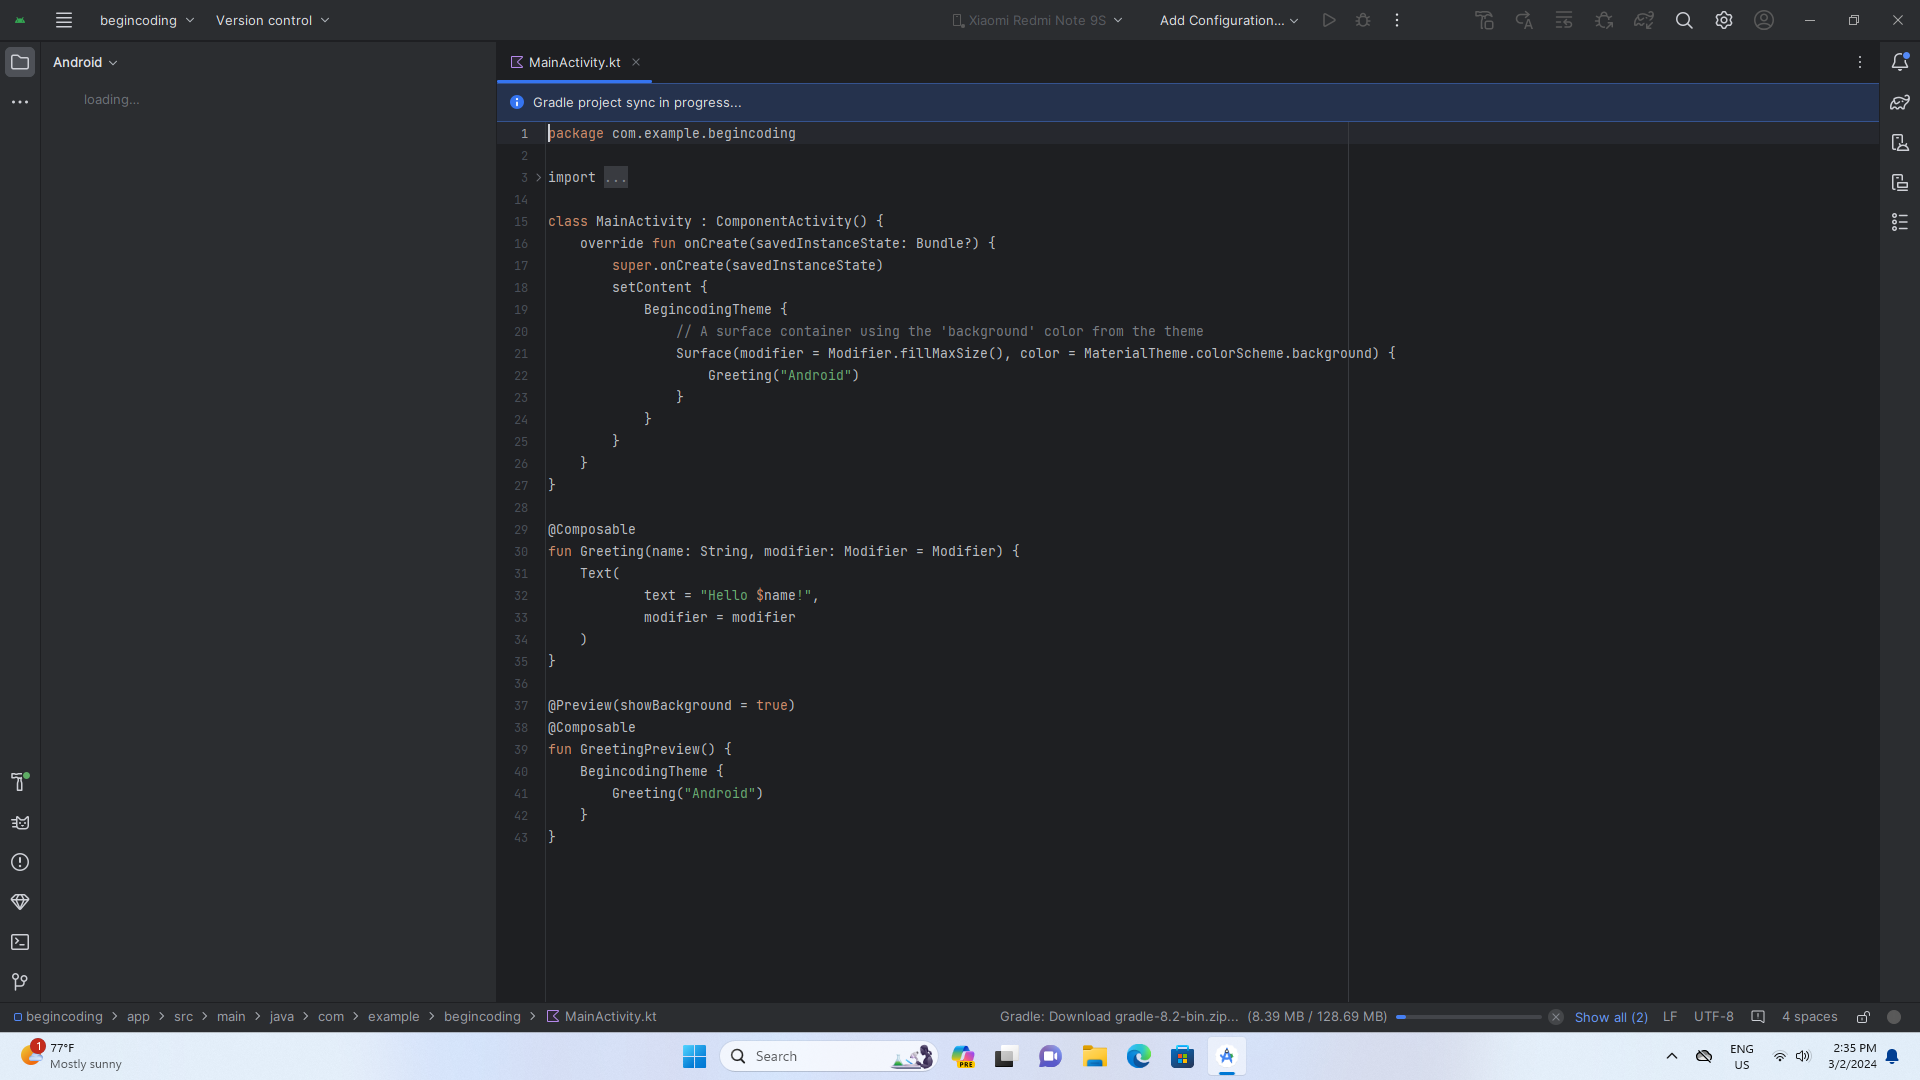 begincoding
Version control
Xiaomi Redmi Note 9S
Add Configuration...
Android
loading...
MainActivity.kt
Gradle project sync in progress...
1 package com.example.begincoding
2
3 import ...
14
15 class MainActivity : ComponentActivity() {
16 override fun onCreate(savedInstanceState: Bundle?) {
17 super.onCreate(savedInstanceState)
18 setContent {
19 BegincodingTheme {
20 // A surface container using the 'background' color from the theme
21 Surface(modifier = Modifier.fillMaxSize(), color = MaterialTheme.colorScheme.background) {
22 Greeting("Android")
23 }
24 }
25 }
26 }
27 }
28
29 @Composable
30 fun Greeting(name: String, modifier: Modifier = Modifier) {
31 Text(
32 text = "Hello $name!",
33 modifier = modifier
34 )
35 }
36
37 @Preview(showBackground = true)
38 @Composable
39 fun GreetingPreview() {
40 BegincodingTheme {
41 Greeting("Android")
42 }
43 }
begincoding > app > src > main > java > com > example > begincoding > MainActivity.kt
Gradle: Download gradle-8.2-bin.zip... (8.39 MB / 128.69 MB)
Show all (2)
LF
UTF-8
4 spaces
1
77°F
Mostly sunny
Search
PRE
ENG
US
2:35 PM
3/2/2024